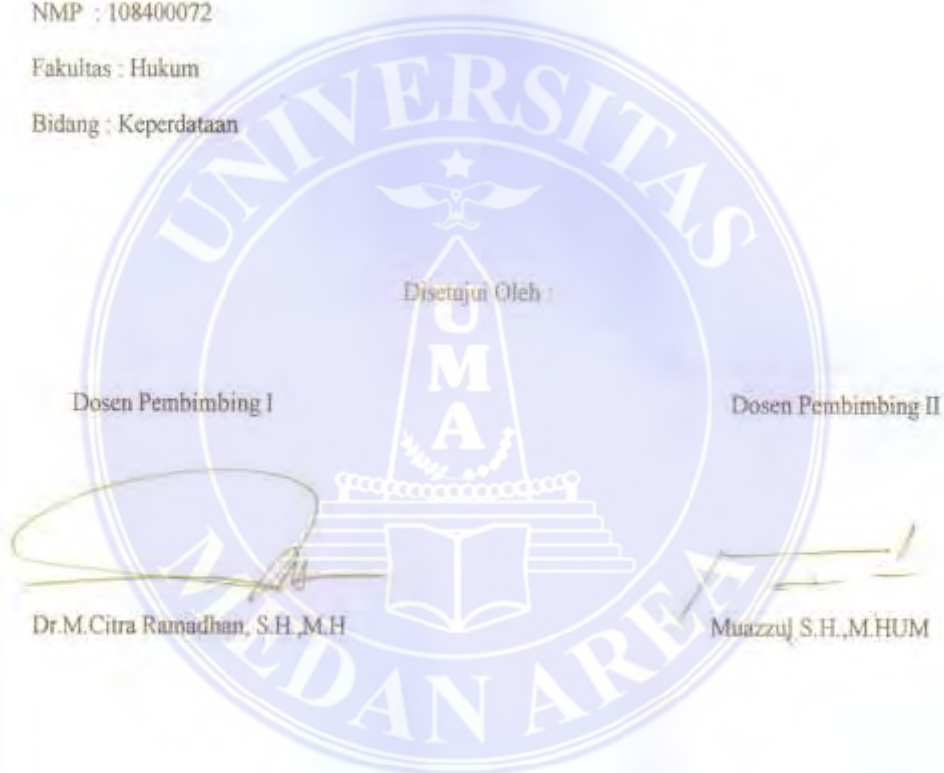 NMP : 108400072
Fakultas : Hukum
Bidang : Keperdataan
UNIVERSITAS
Disetujui Oleh :
UMA
Dosen Pembimbing I
Dosen Pembimbing II
Dr.M.Citra Ramadhan, S.H.,M.H
Muazzul S.H.,M.HUM
MEDAN AREA